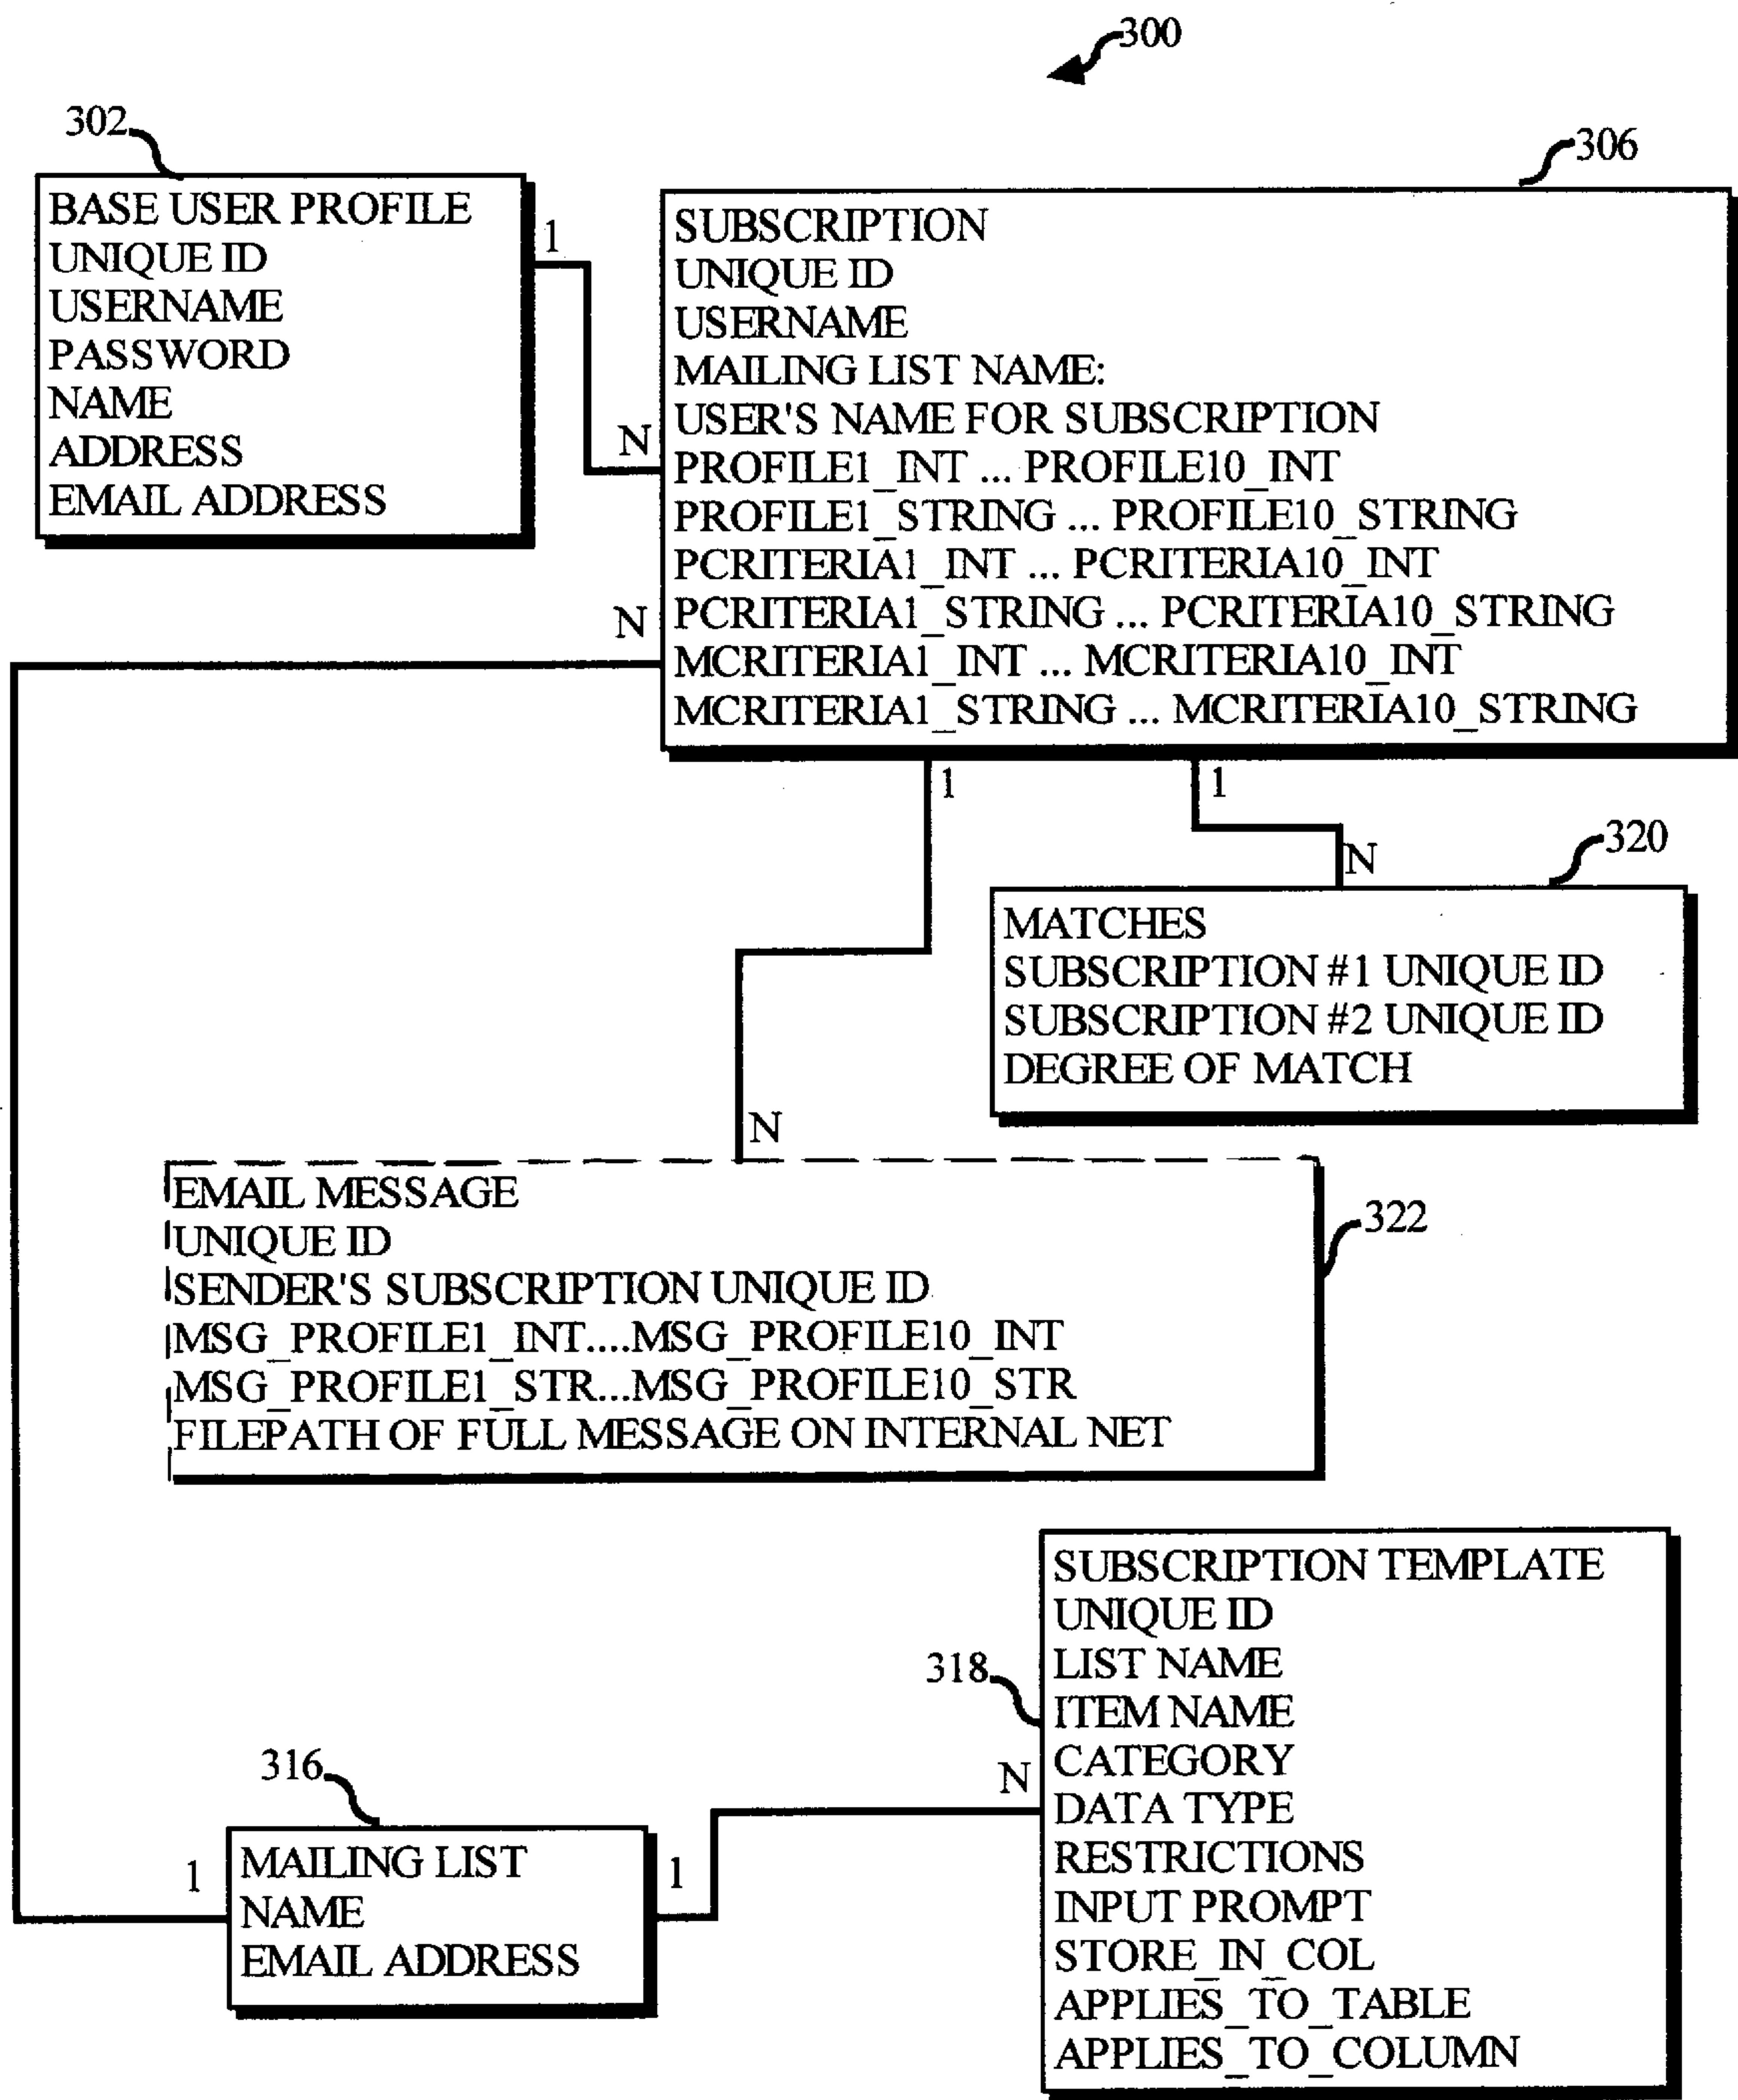 300
302
BASE USER PROFILE
UNIQUE ID
USERNAME
PASSWORD
NAME
ADDRESS
EMAIL ADDRESS
1
N
306
SUBSCRIPTION
UNIQUE ID
USERNAME
MAILING LIST NAME:
USER'S NAME FOR SUBSCRIPTION
PROFILE1_INT ... PROFILE10_INT
PROFILE1_STRING ... PROFILE10_STRING
PCRITERIA1_INT ... PCRITERIA10_INT
PCRITERIA1_STRING ... PCRITERIA10_STRING
MCRITERIA1_INT ... MCRITERIA10_INT
MCRITERIA1_STRING ... MCRITERIA10_STRING
N
1
1
N
320
MATCHES
SUBSCRIPTION #1 UNIQUE ID
SUBSCRIPTION #2 UNIQUE ID
DEGREE OF MATCH
N
EMAIL MESSAGE
UNIQUE ID
SENDER'S SUBSCRIPTION UNIQUE ID
MSG_PROFILE1_INT....MSG_PROFILE10_INT
MSG_PROFILE1_STR...MSG_PROFILE10_STR
FILEPATH OF FULL MESSAGE ON INTERNAL NET
322
318
SUBSCRIPTION TEMPLATE
UNIQUE ID
LIST NAME
ITEM NAME
CATEGORY
DATA TYPE
RESTRICTIONS
INPUT PROMPT
STORE_IN_COL
APPLIES_TO_TABLE
APPLIES_TO_COLUMN
N
316
1
MAILING LIST
NAME
EMAIL ADDRESS
1